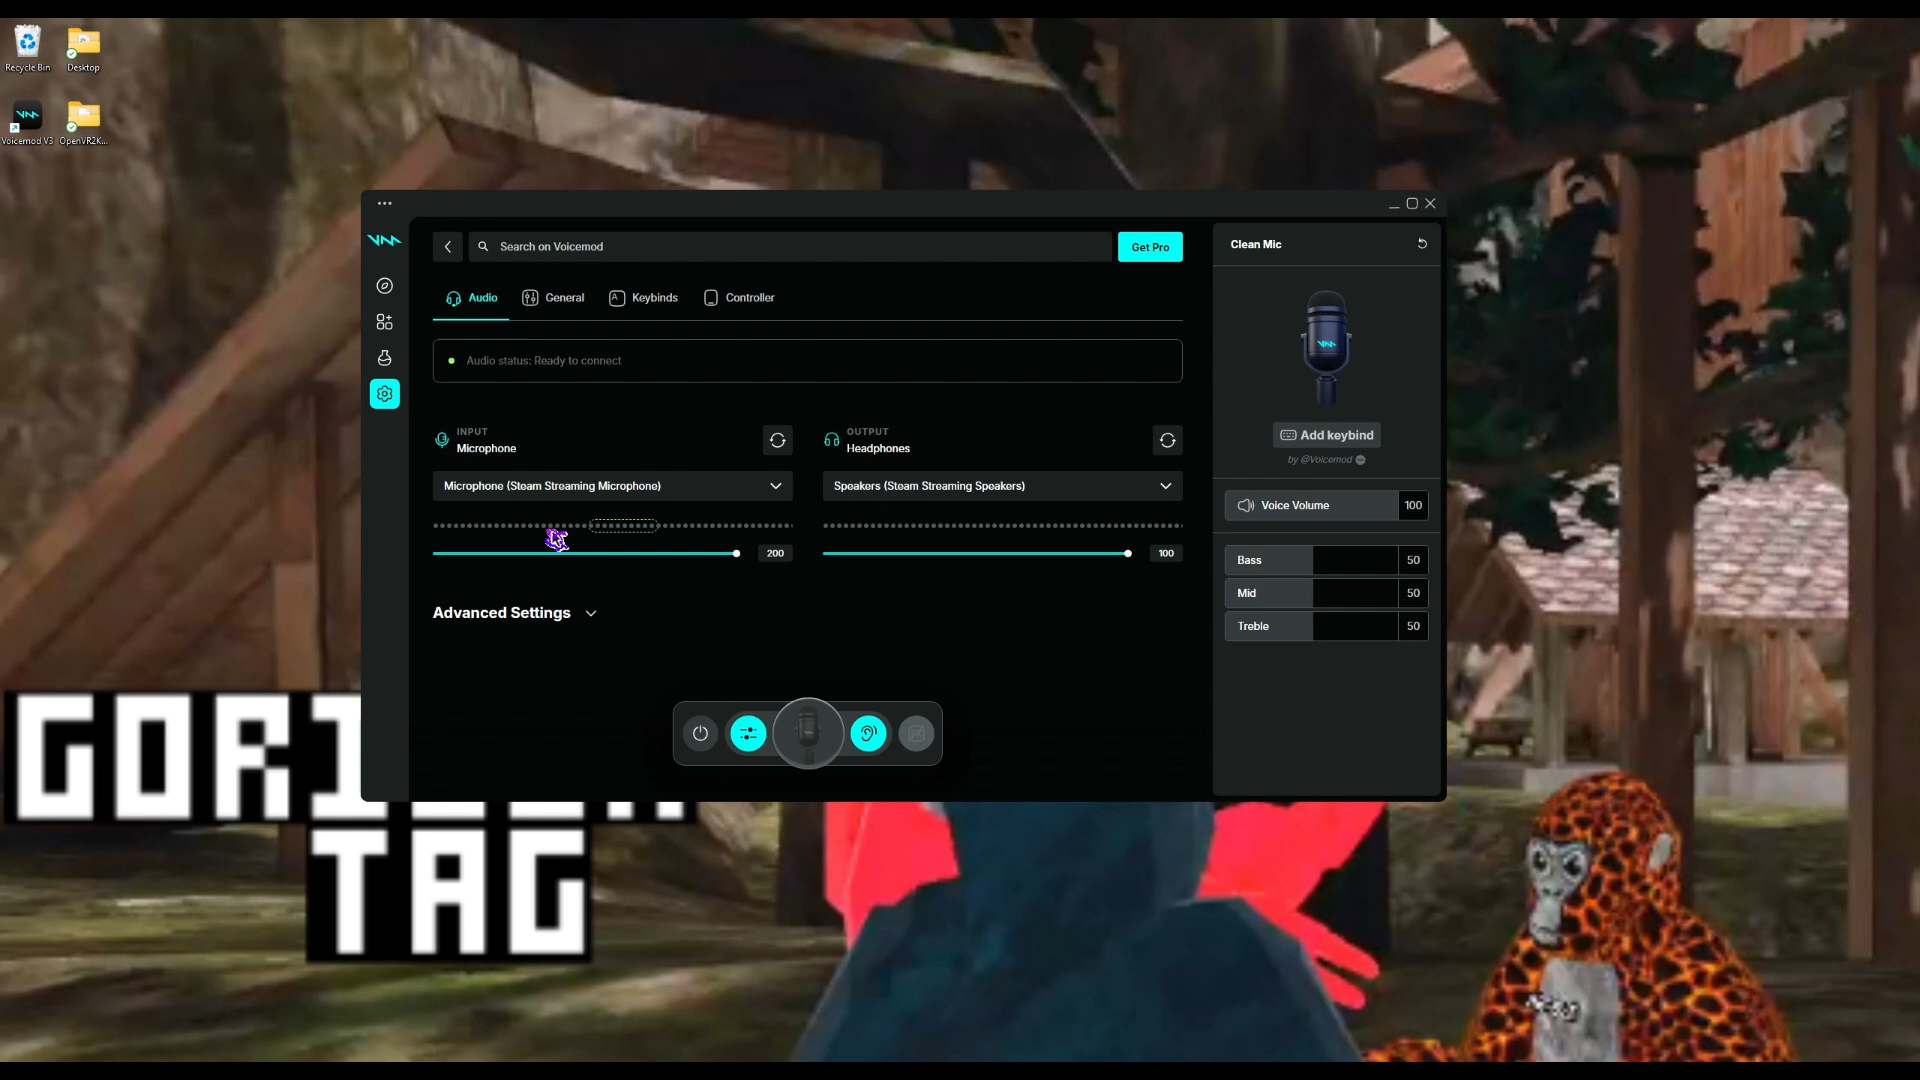 Recycle Bin
Desktop
Voicemod V3
OpenVR2K...
Search on Voicemod
Get Pro
Audio
General
Keybinds
Controller
Audio status: Ready to connect
INPUT
Microphone
Microphone (Steam Streaming Microphone)
200
OUTPUT
Headphones
Speakers (Steam Streaming Speakers)
100
Advanced Settings
Clean Mic
Add keybind
by @Voicemod
Voice Volume
100
Bass
50
Mid
50
Treble
50
TAG